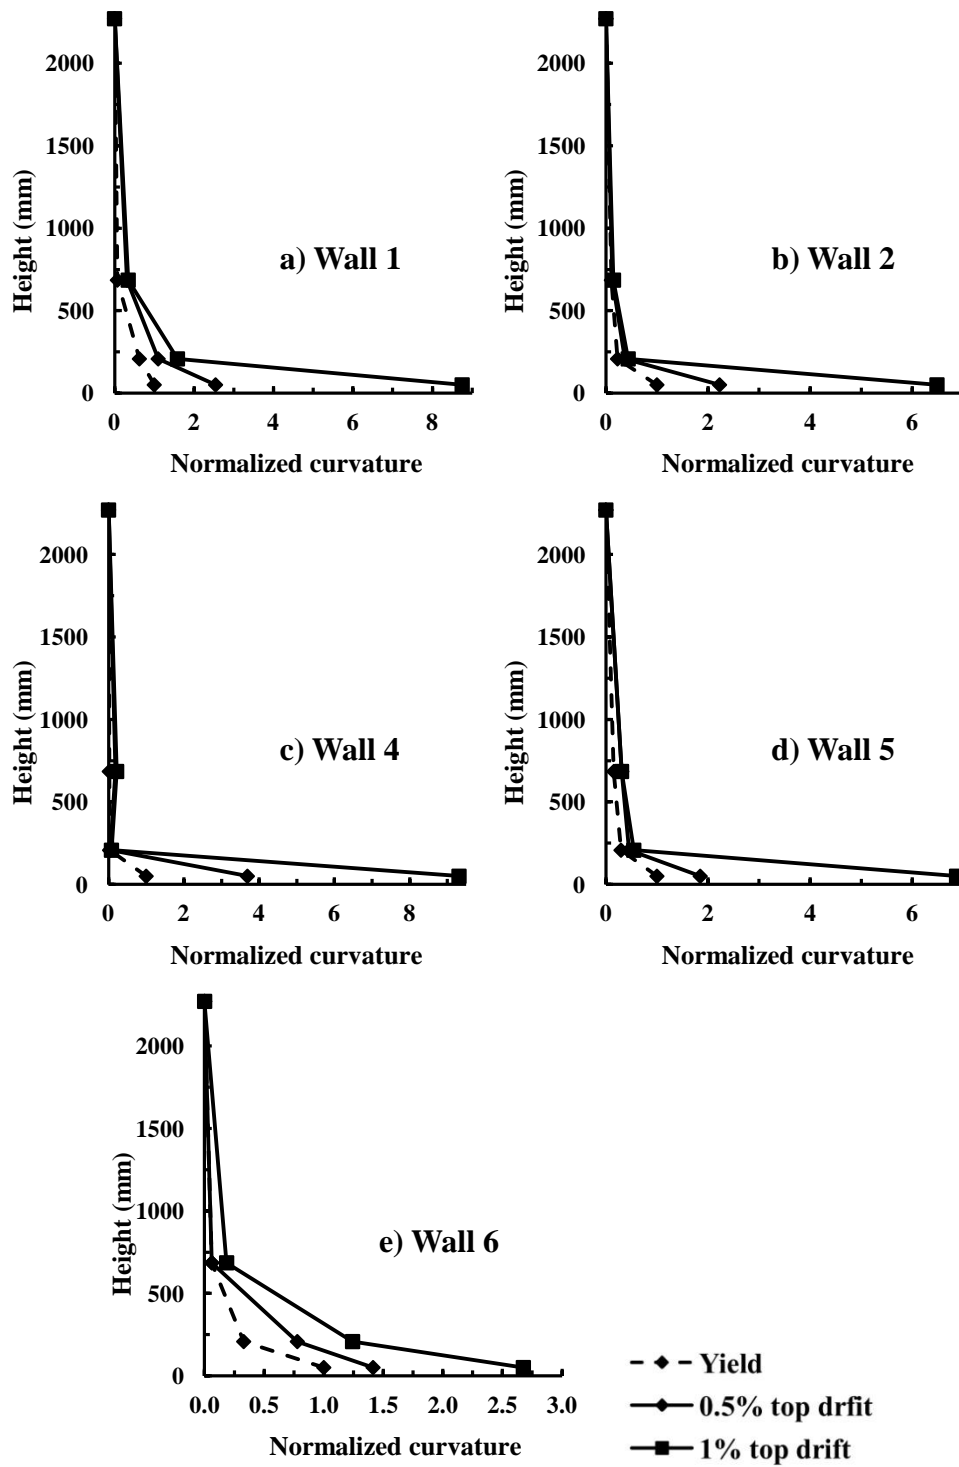 2000
1500
1000
500
0
Height (mm)
a) Wall 1
0 2 4 6 8
Normalized curvature
2000
1500
1000
500
0
Height (mm)
b) Wall 2
0 2 4 6
Normalized curvature
2000
1500
1000
500
0
Height (mm)
c) Wall 4
0 2 4 6 8
Normalized curvature
2000
1500
1000
500
0
Height (mm)
d) Wall 5
0 2 4 6
Normalized curvature
2000
1500
1000
500
0
Height (mm)
e) Wall 6
0.0 0.5 1.0 1.5 2.0 2.5 3.0
Normalized curvature
Yield
0.5% top drfit
1% top drift